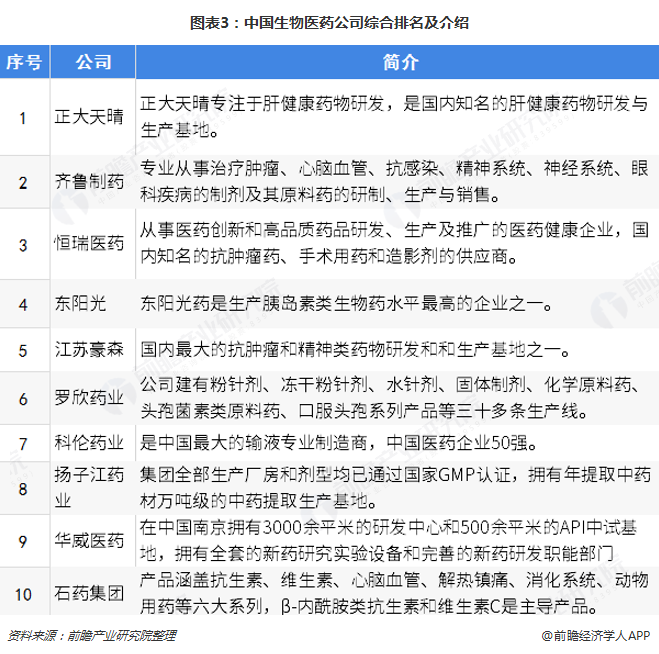 图表3：中国生物医药公司综合排名及介绍
序号 公司 简介
1 正大天晴 正大天晴专注于肝健康药物研发，是国内知名的肝健康药物研发与
生产基地。
2 齐鲁制药 专业从事治疗肿瘤、心脑血管、抗感染、精神系统、神经系统、眼
科疾病的制剂及其原料药的研制、生产与销售。
3 恒瑞医药 从事医药创新和高品质药品研发、生产及推广的医药健康企业，国
内知名的抗肿瘤药、手术用药和造影剂的供应商。
4 东阳光 东阳光药是生产胰岛素类生物药水平最高的企业之一。
5 江苏豪森 国内最大的抗肿瘤和精神类药物研发和和生产基地之一。
6 罗欣药业 公司建有粉针剂、冻干粉针剂、水针剂、固体制剂、化学原料药、
头孢菌素类原料药、口服头孢系列产品等三十多条生产线。
7 科伦药业 是中国最大的输液专业制造商，中国医药企业50强。
8 扬子江药
业 集团全部生产厂房和剂型均已通过国家GMP认证，拥有年提取中药
材万吨级的中药提取生产基地。
9 华威医药 在中国南京拥有3000余平米的研发中心和500余平米的API中试基
地，拥有全套的新药研究实验设备和完善的新药研发职能部门
10 石药集团 产品涵盖抗生素、维生素、心脑血管、解热镇痛、消化系统、动物
用药等六大系列，β-内酰胺类抗生素和维生素C是主导产品。
资料来源：前瞻产业研究院整理 @前瞻经济学人APP